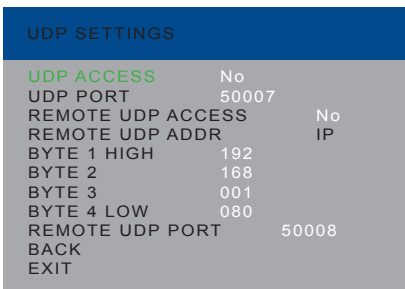 UDP SETTINGS
UDP ACCESS No
UDP PORT 50007
REMOTE UDP ACCESS No
REMOTE UDP ADDR IP
BYTE 1 HIGH 192
BYTE 2 168
BYTE 3 001
BYTE 4 LOW 080
REMOTE UDP PORT 50008
BACK
EXIT